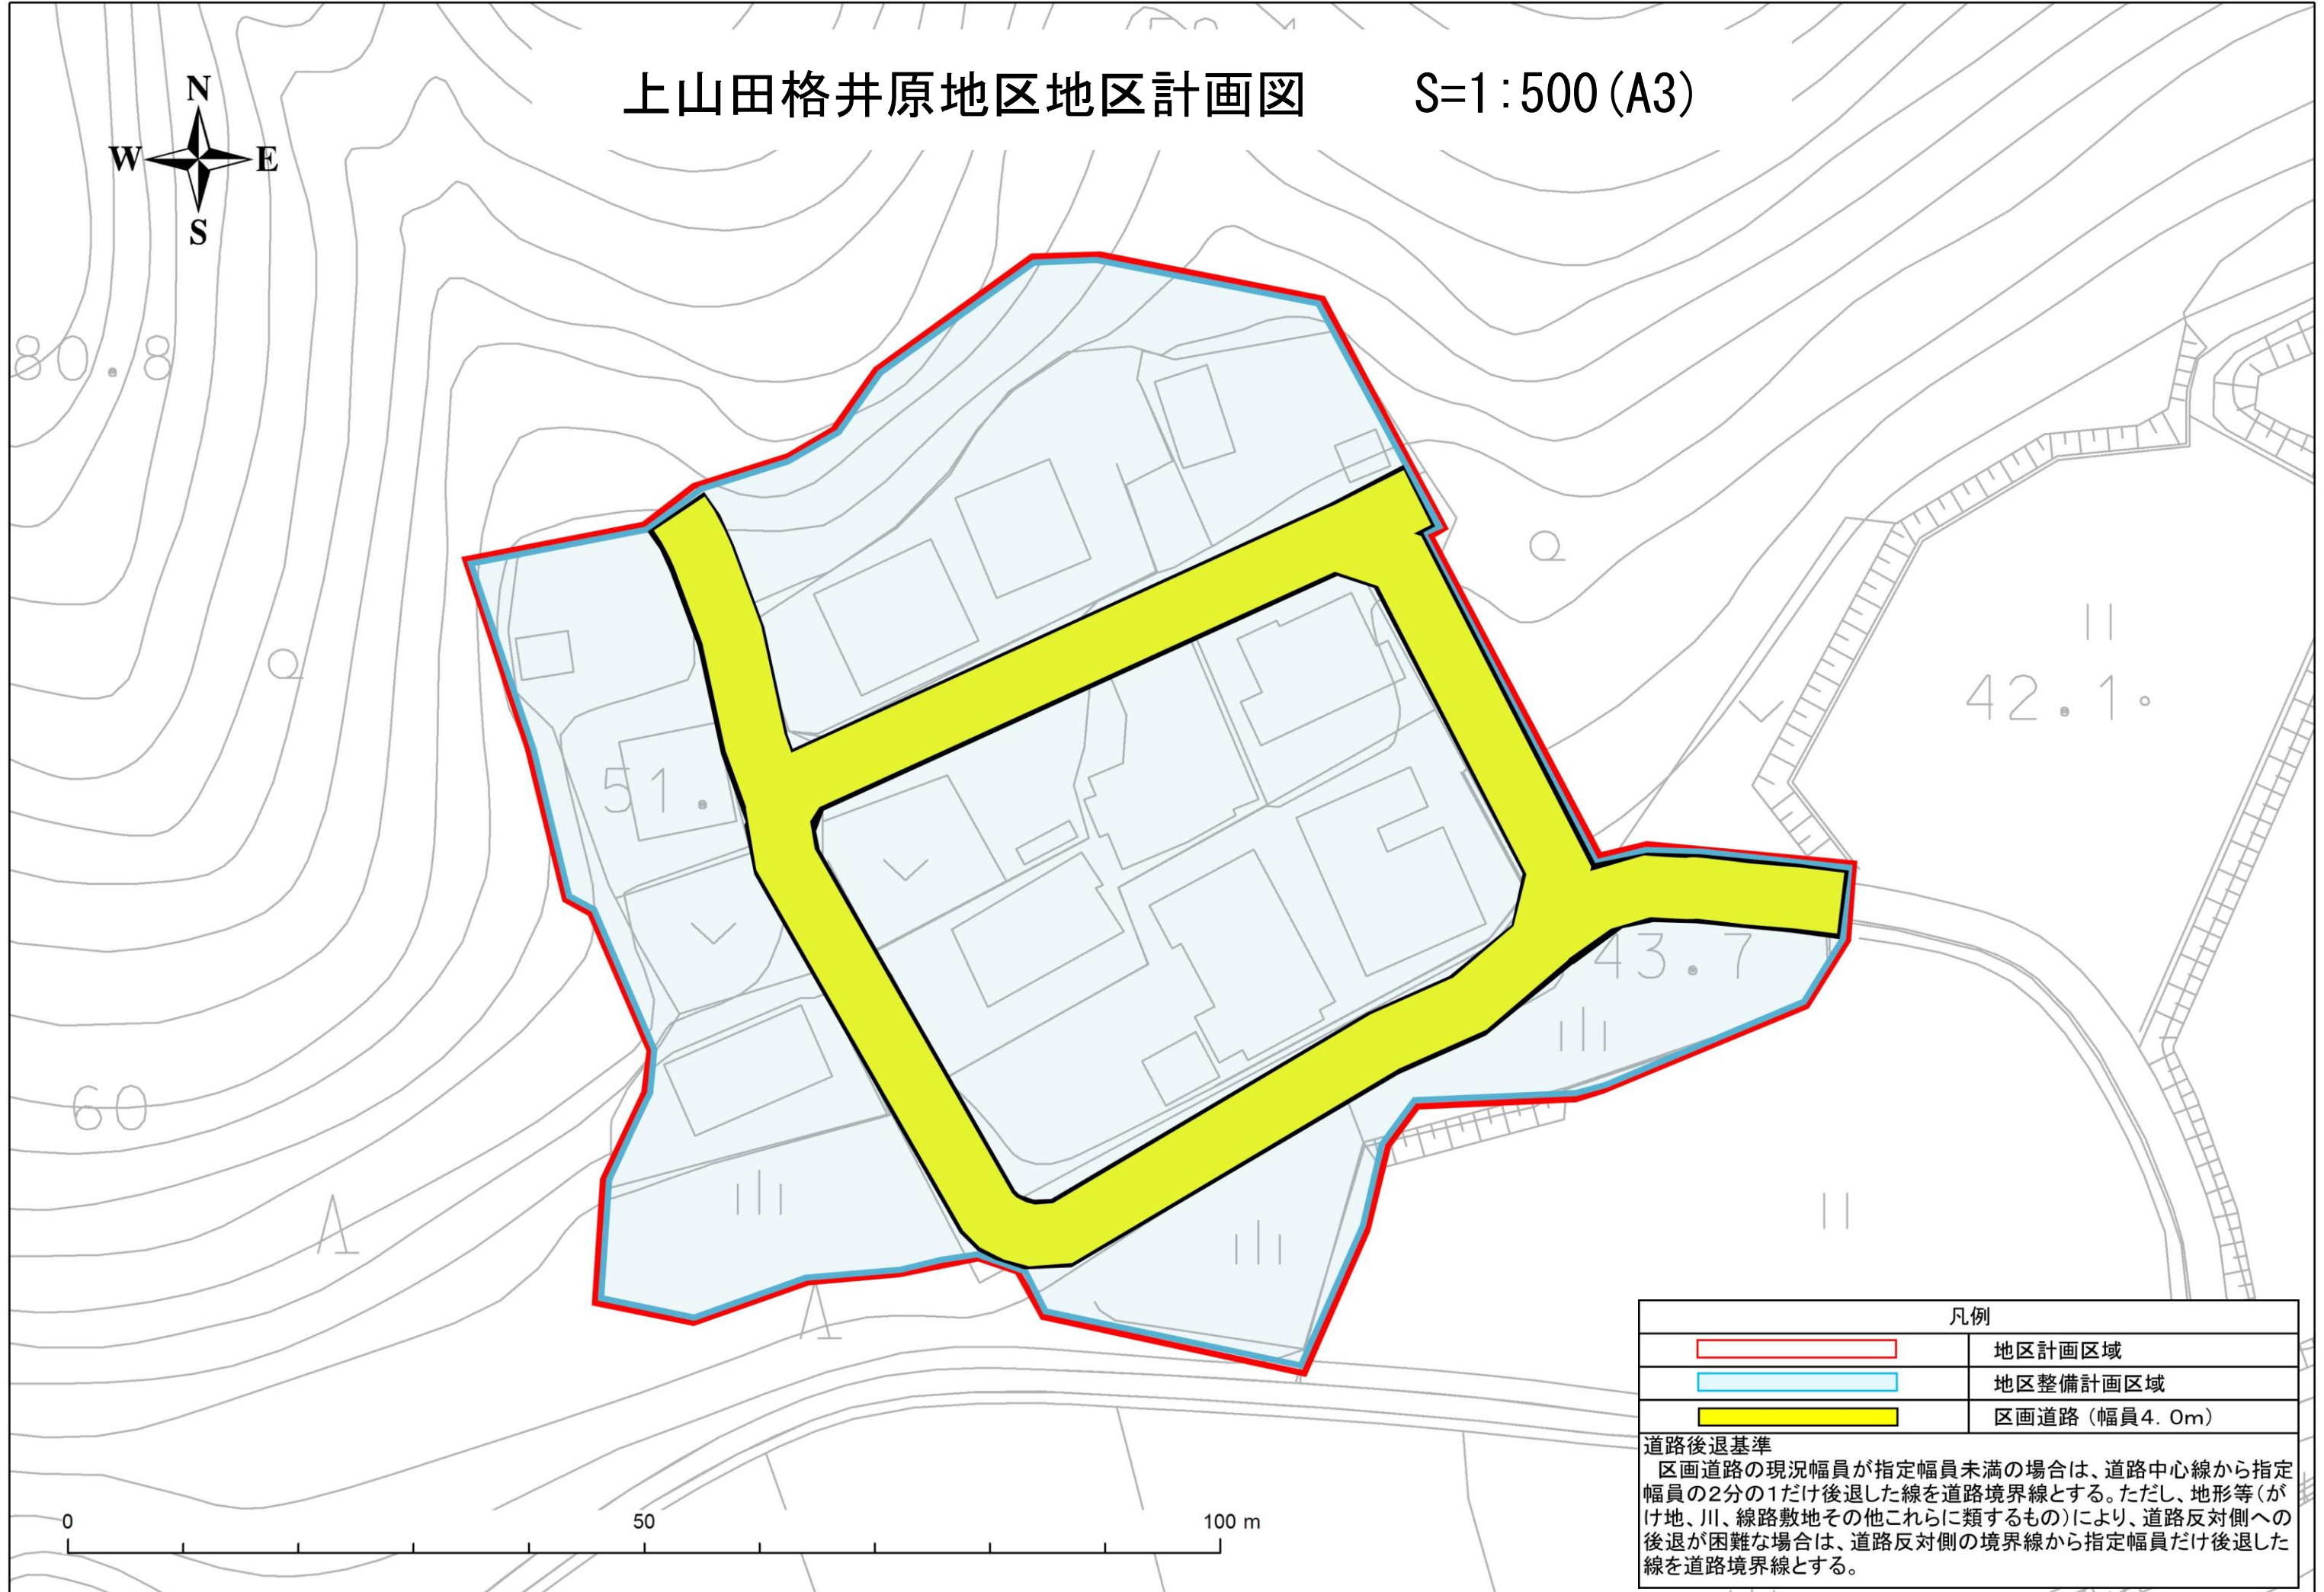 上山田格井原地区地区計画図 S=1:500(A3)
N
W E
S
80.8
51.
42.1
43.7
60
凡例
地区計画区域
地区整備計画区域
区画道路（幅員4．0m）
道路後退基準
区画道路の現況幅員が指定幅員未満の場合は、道路中心線から指定
幅員の2分の1だけ後退した線を道路境界線とする。ただし、地形等（が
け地、川、線路敷地その他これらに類するもの）により、道路反対側への
後退が困難な場合は、道路反対側の境界線から指定幅員だけ後退した
線を道路境界線とする。
0 50 100 m